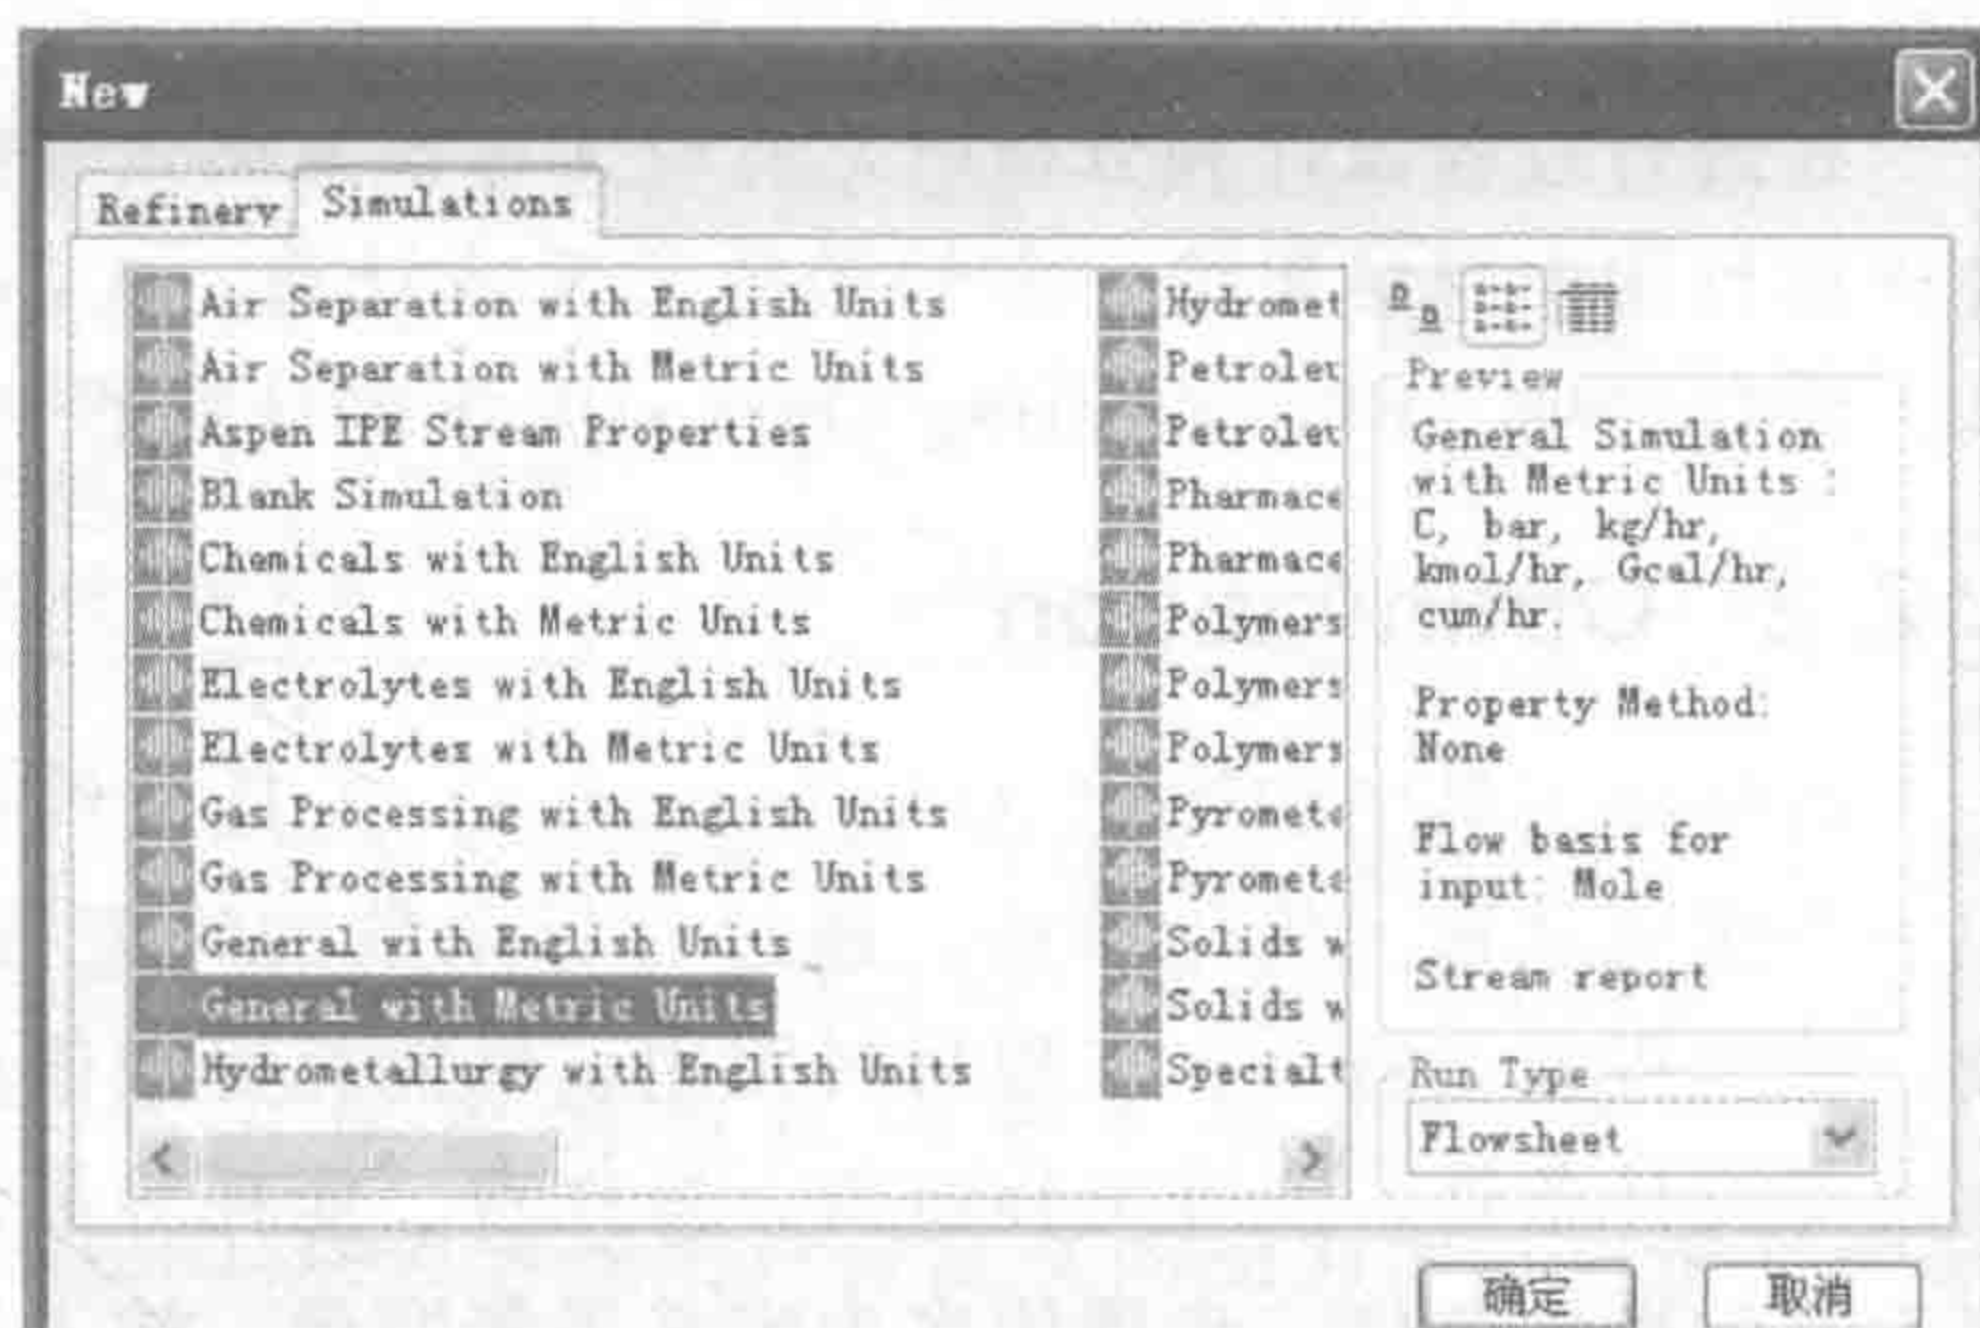 New
Refinery Simulations
Air Separation with English Units
Air Separation with Metric Units
Aspen IPE Stream Properties
Blank Simulation
Chemicals with English Units
Chemicals with Metric Units
Electrolytes with English Units
Electrolytes with Metric Units
Gas Processing with English Units
Gas Processing with Metric Units
General with English Units
General with Metric Units
Hydrometallurgy with English Units
Hydromet
Petroleu
Petroleu
Pharmace
Pharmace
Polymers
Polymers
Polymers
Pyromete
Pyromete
Solids w
Solids w
Specialt
Preview
General Simulation
with Metric Units :
C, bar, kg/hr,
kmol/hr, Gcal/hr,
cum/hr.
Property Method:
None
Flow basis for
input: Mole
Stream report
Run Type
Flowsheet
确定
取消